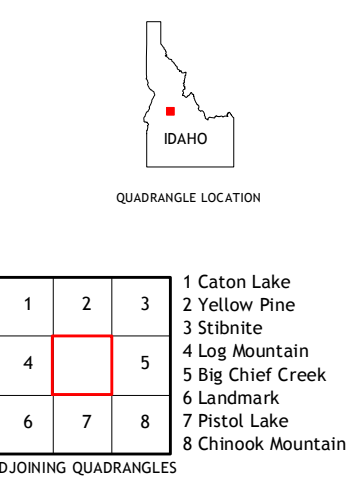 IDAHO
QUADRANGLE LOCATION
1 2 3
4 5
6 7 8
1 Caton Lake
2 Yellow Pine
3 Stibnite
4 Log Mountain
5 Big Chief Creek
6 Landmark
7 Pistol Lake
8 Chinook Mountain
DJOINING QUADRANGLES